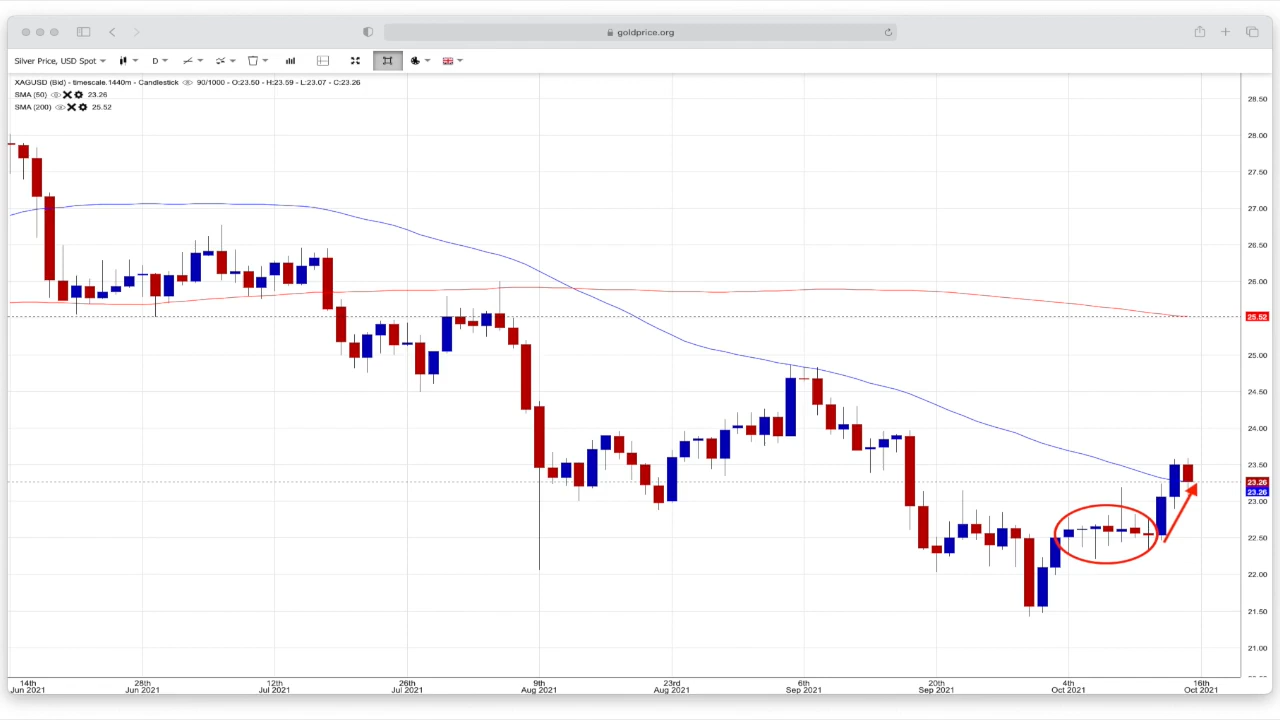 goldprice.org
Silver Price, USD Spot D
XAGUSD (Bid) - timescale.1440m - Candlestick 90/1000 - O:23.50 - H:23.59 - L:23.07 - C:23.26
SMA (50) 23.26
SMA (200) 25.52
28.50
28.00
27.50
27.00
26.50
26.00
25.52
25.00
24.50
24.00
23.50
23.26
23.26
23.00
22.50
22.00
21.50
21.00
14th 28th 12th 26th 9th 23rd 6th 20th 4th 16th
Jun 2021 Jun 2021 Jul 2021 Jul 2021 Aug 2021 Aug 2021 Sep 2021 Sep 2021 Oct 2021 Oct 2021